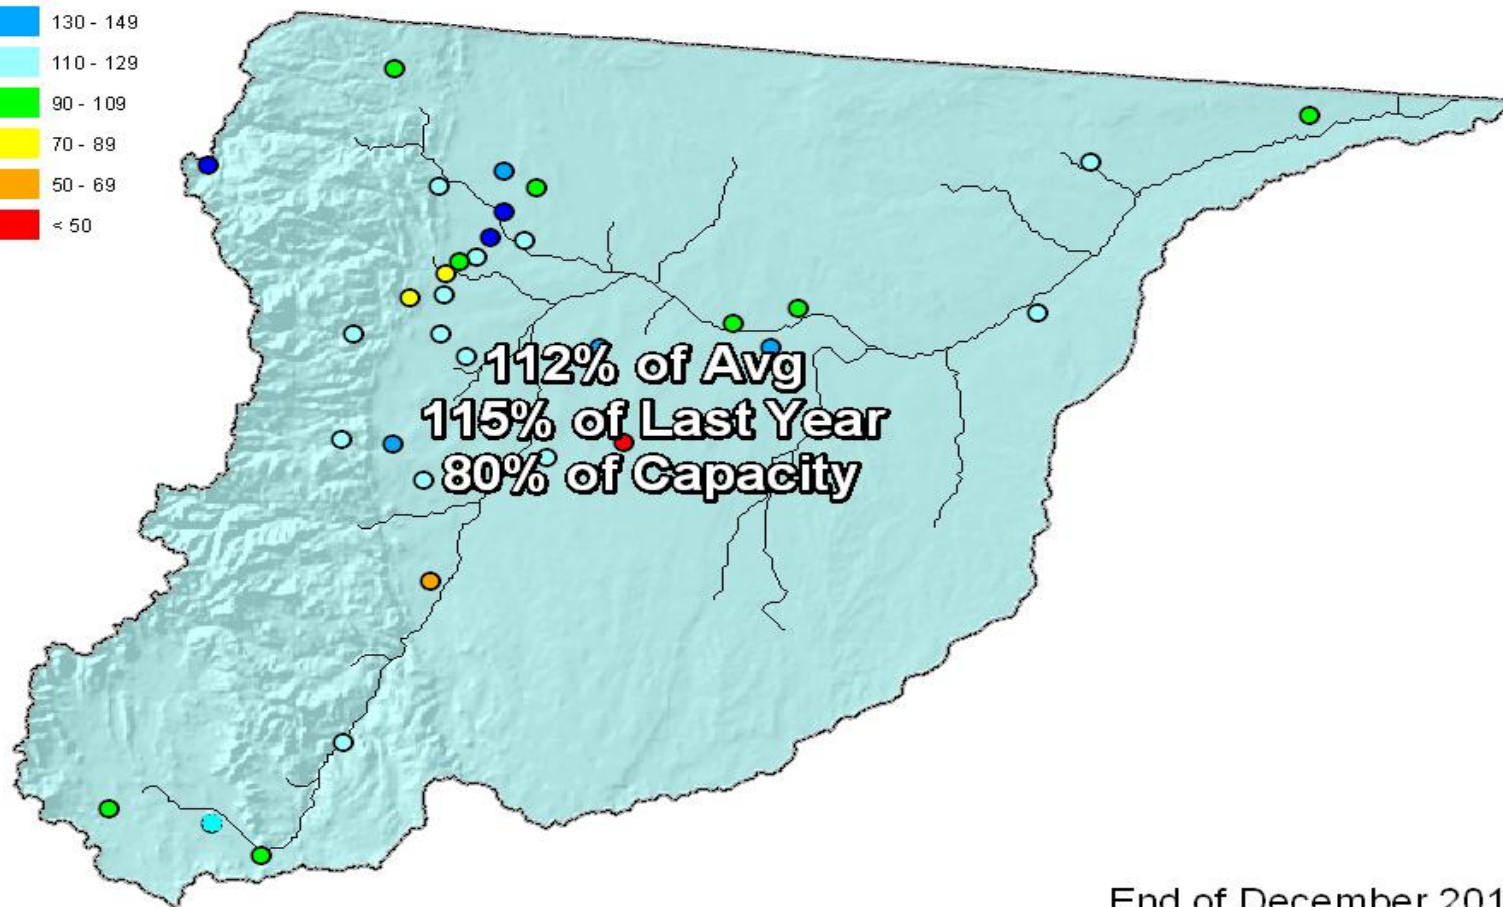 130 - 149
110 - 129
90 - 109
70 - 89
50 - 69
< 50
112% of Avg
115% of Last Year
80% of Capacity
End of December